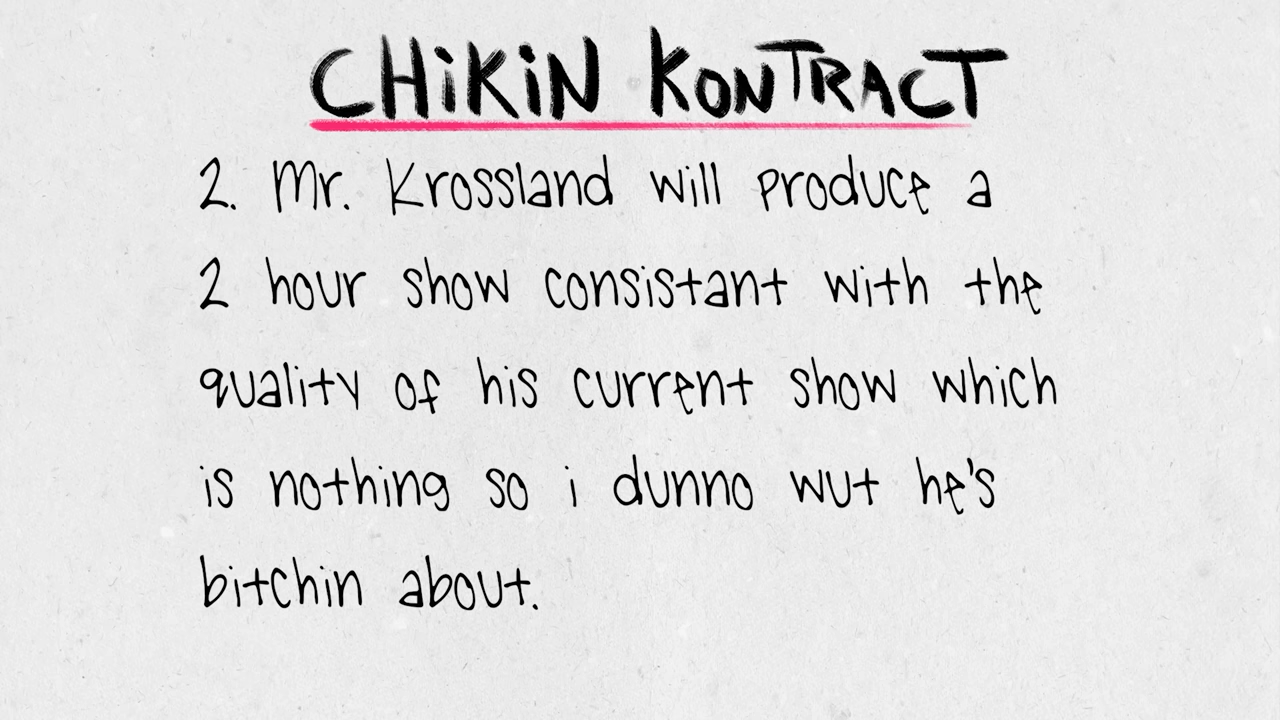 CHiKiN KONTRACT
2. Mr. Krossland will produce a
2 hour show consistant with the
quality of his current show which
is nothing so i dunno wut he's
bitchin about.